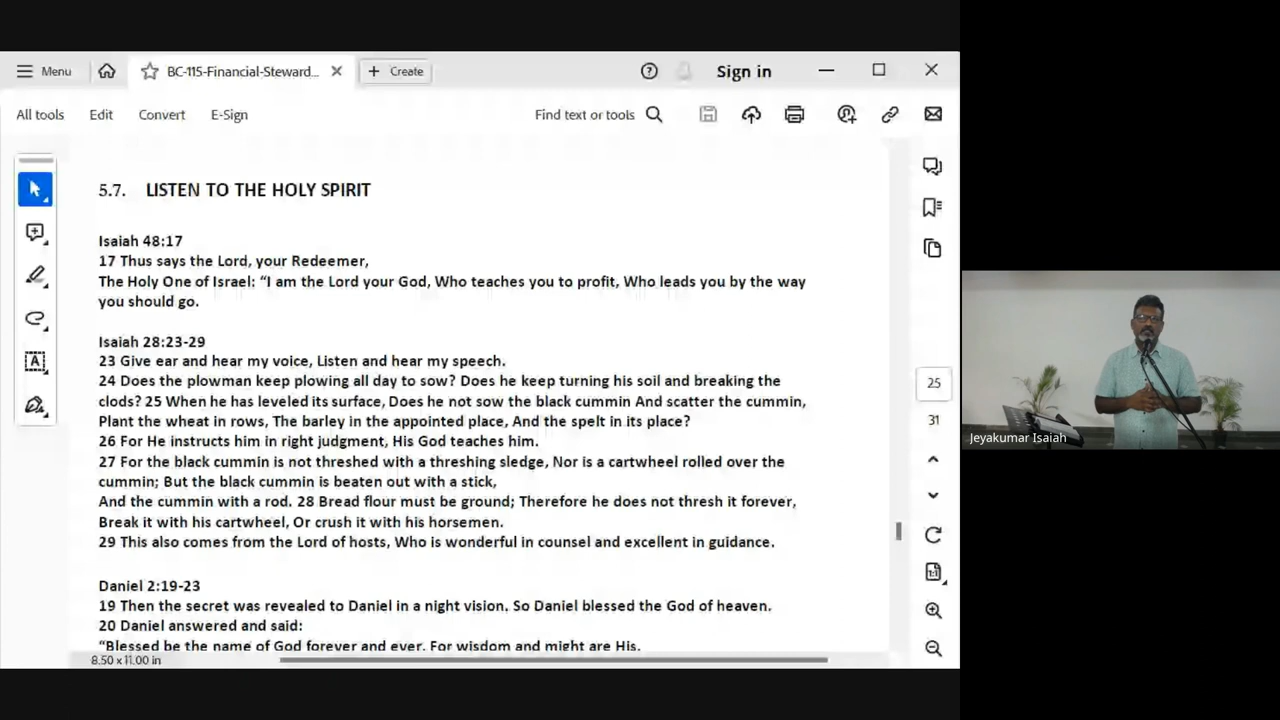 Menu
BC-115-Financial-Steward...
Create
Sign in
All tools
Edit
Convert
E-Sign
Find text or tools
5.7. LISTEN TO THE HOLY SPIRIT
Isaiah 48:17
17 Thus says the Lord, your Redeemer,
The Holy One of Israel: “I am the Lord your God, Who teaches you to profit, Who leads you by the way
you should go.
Isaiah 28:23-29
23 Give ear and hear my voice, Listen and hear my speech.
24 Does the plowman keep plowing all day to sow? Does he keep turning his soil and breaking the
clods? 25 When he has leveled its surface, Does he not sow the black cummin And scatter the cummin,
Plant the wheat in rows, The barley in the appointed place, And the spelt in its place?
26 For He instructs him in right judgment, His God teaches him.
27 For the black cummin is not threshed with a threshing sledge, Nor is a cartwheel rolled over the
cummin; But the black cummin is beaten out with a stick,
And the cummin with a rod. 28 Bread flour must be ground; Therefore he does not thresh it forever,
Break it with his cartwheel, Or crush it with his horsemen.
29 This also comes from the Lord of hosts, Who is wonderful in counsel and excellent in guidance.
Daniel 2:19-23
19 Then the secret was revealed to Daniel in a night vision. So Daniel blessed the God of heaven.
20 Daniel answered and said:
“Blessed be the name of God forever and ever, For wisdom and might are His.
8.50 x 11.00 in
25
31
Jeyakumar Isaiah